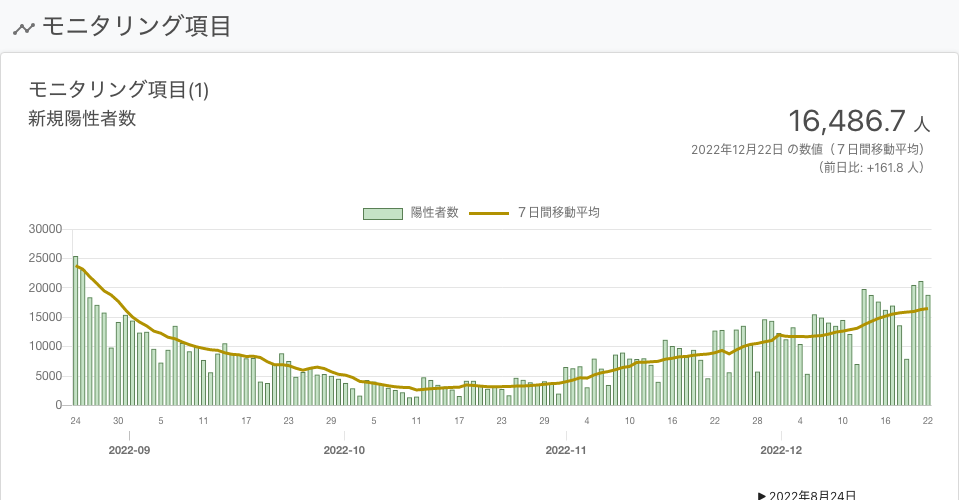 モニタリング項目
モニタリング項目(1)
新規陽性者数
16,486.7 人
2022年12月22日 の数値（７日間移動平均）
（前日比: +161.8 人）
陽性者数 ７日間移動平均
30000
25000
20000
15000
10000
5000
0
24 30 5 11 17 23 29 5 11 17 23 29 4 10 16 22 28 4 10 16 22
2022-09 2022-10 2022-11 2022-12
▶ 2022年8月24日